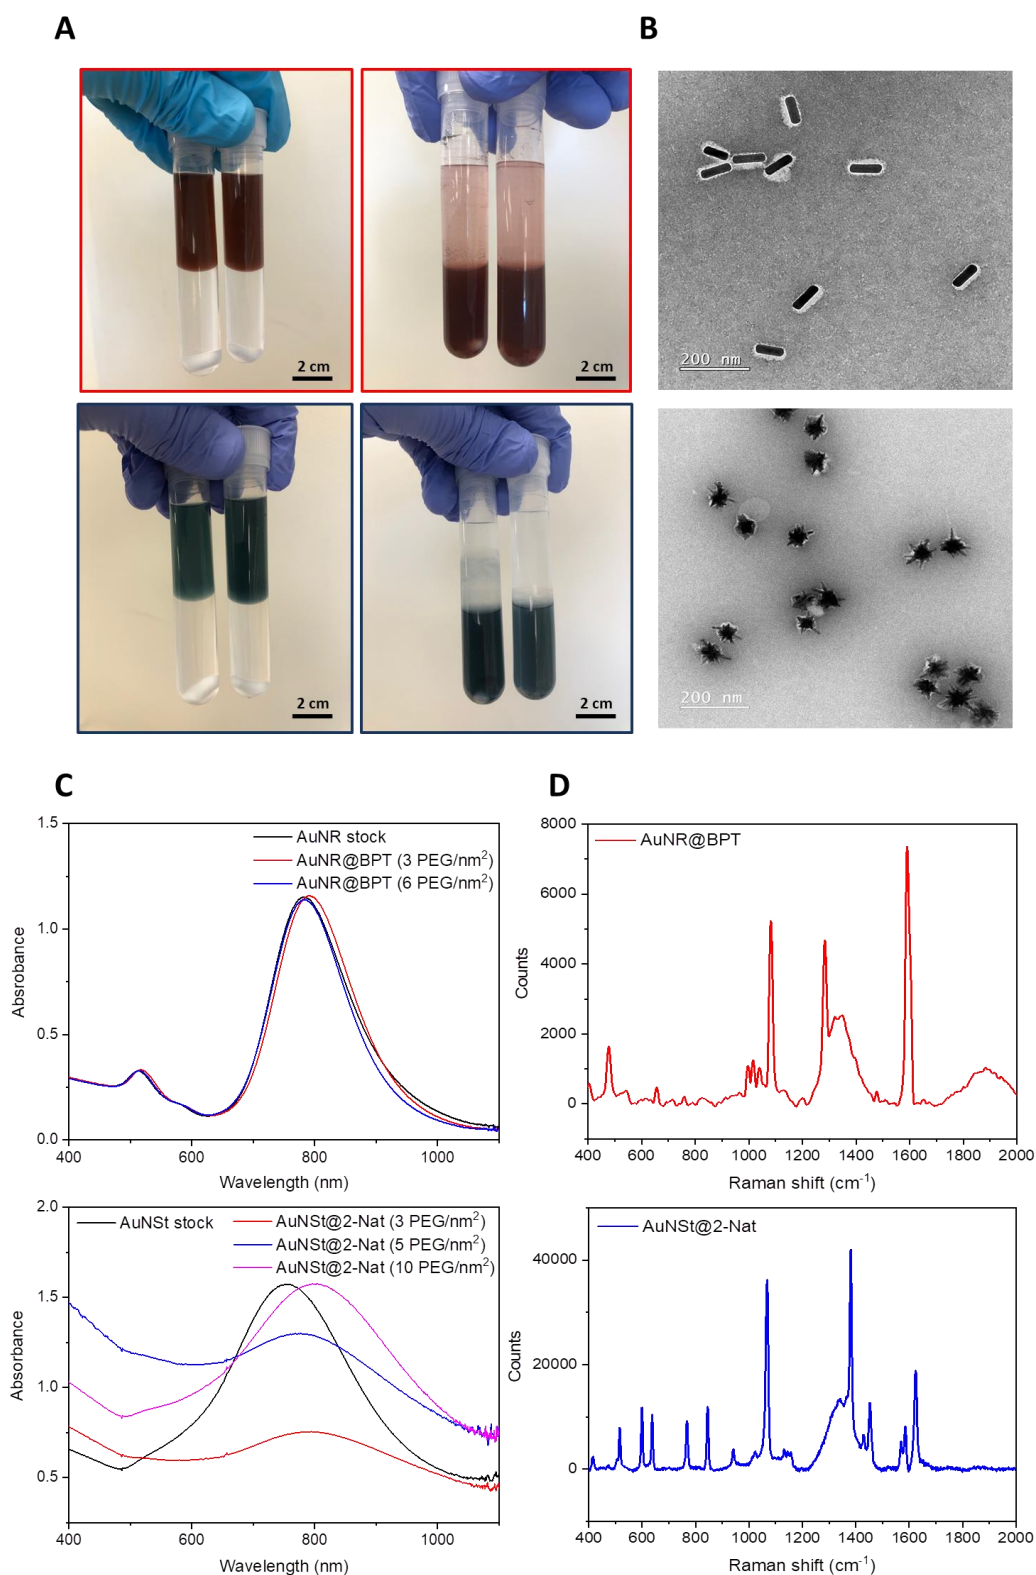 A
B
2 cm
2 cm
200 nm
2 cm
2 cm
200 nm
C
D
1.5
1.0
0.5
0.0
AuNR stock
AuNR@BPT (3 PEG/nm²)
AuNR@BPT (6 PEG/nm²)
Absrobance
400 600 800 1000
Wavelength (nm)
8000
6000
4000
2000
0
AuNR@BPT
Counts
400 600 800 1000 1200 1400 1600 1800 2000
Raman shift (cm⁻¹)
2.0
1.5
1.0
0.5
AuNSt stock
AuNSt@2-Nat (3 PEG/nm²)
AuNSt@2-Nat (5 PEG/nm²)
AuNSt@2-Nat (10 PEG/nm²)
Absorbance
400 600 800 1000
Wavelength (nm)
40000
20000
0
-10000
AuNSt@2-Nat
Counts
400 600 800 1000 1200 1400 1600 1800 2000
Raman shift (cm⁻¹)